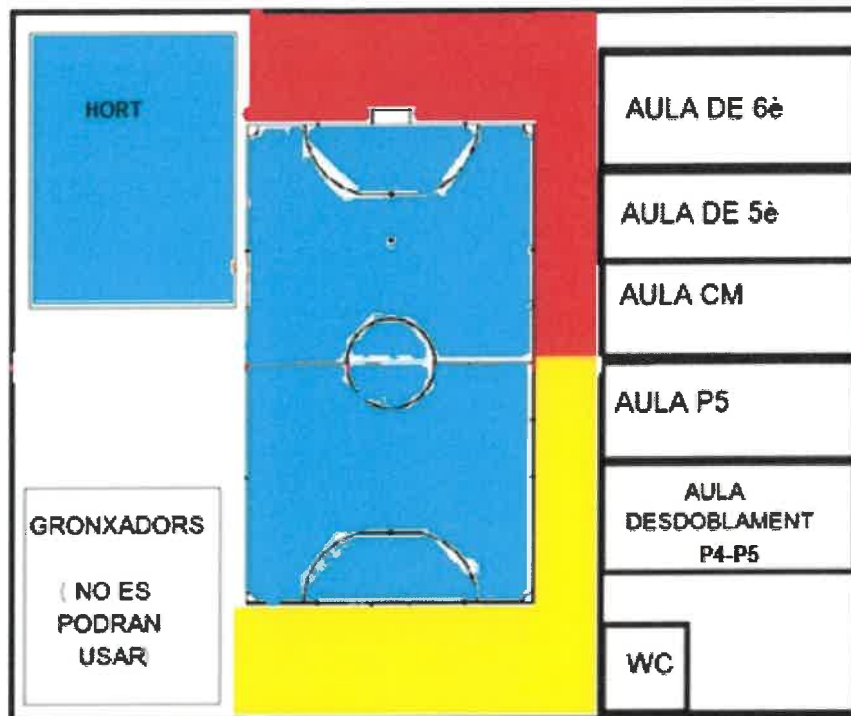 HORT
AULA DE 6è
AULA DE 5è
AULA CM
AULA P5
AULA
DESDOBLAMENT
P4-P5
GRONXADORS
( NO ES
PODRAN
USAR)
WC